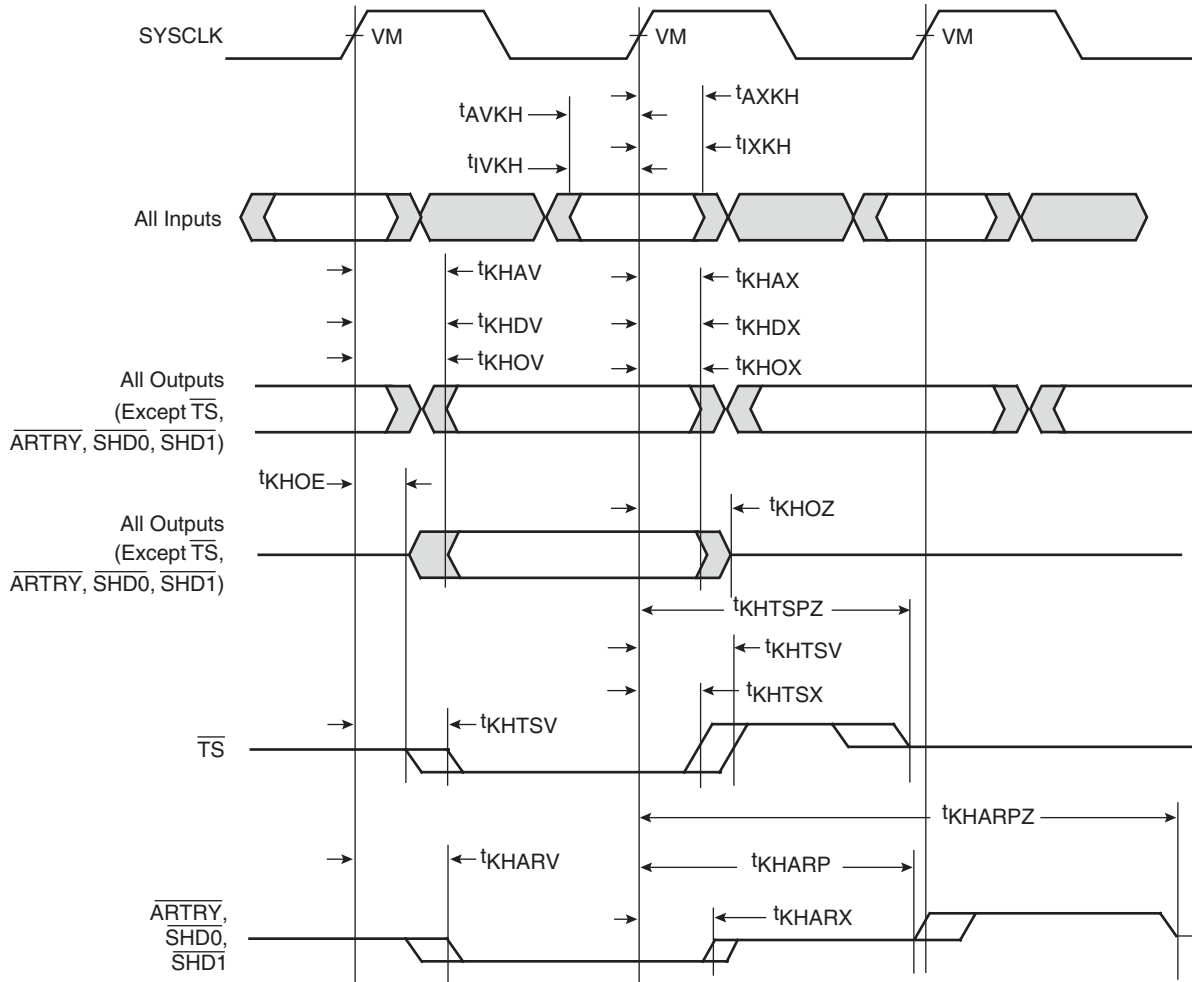 SYSCLK
VM VM VM
tAVKH tAXKH
tIVKH tIXKH
All Inputs
tKHAV tKHAX
tKHDV tKHDX
tKHOV tKHOX
All Outputs
(Except TS,
ARTRY, SHD0, SHD1)
tKHOE tKHOZ
All Outputs
(Except TS,
ARTRY, SHD0, SHD1)
tKHTSPZ
tKHTSV
tKHTSX
tKHTSV
TS
tKHARPZ
tKHARV tKHARP
tKHARX
ARTRY,
SHD0,
SHD1